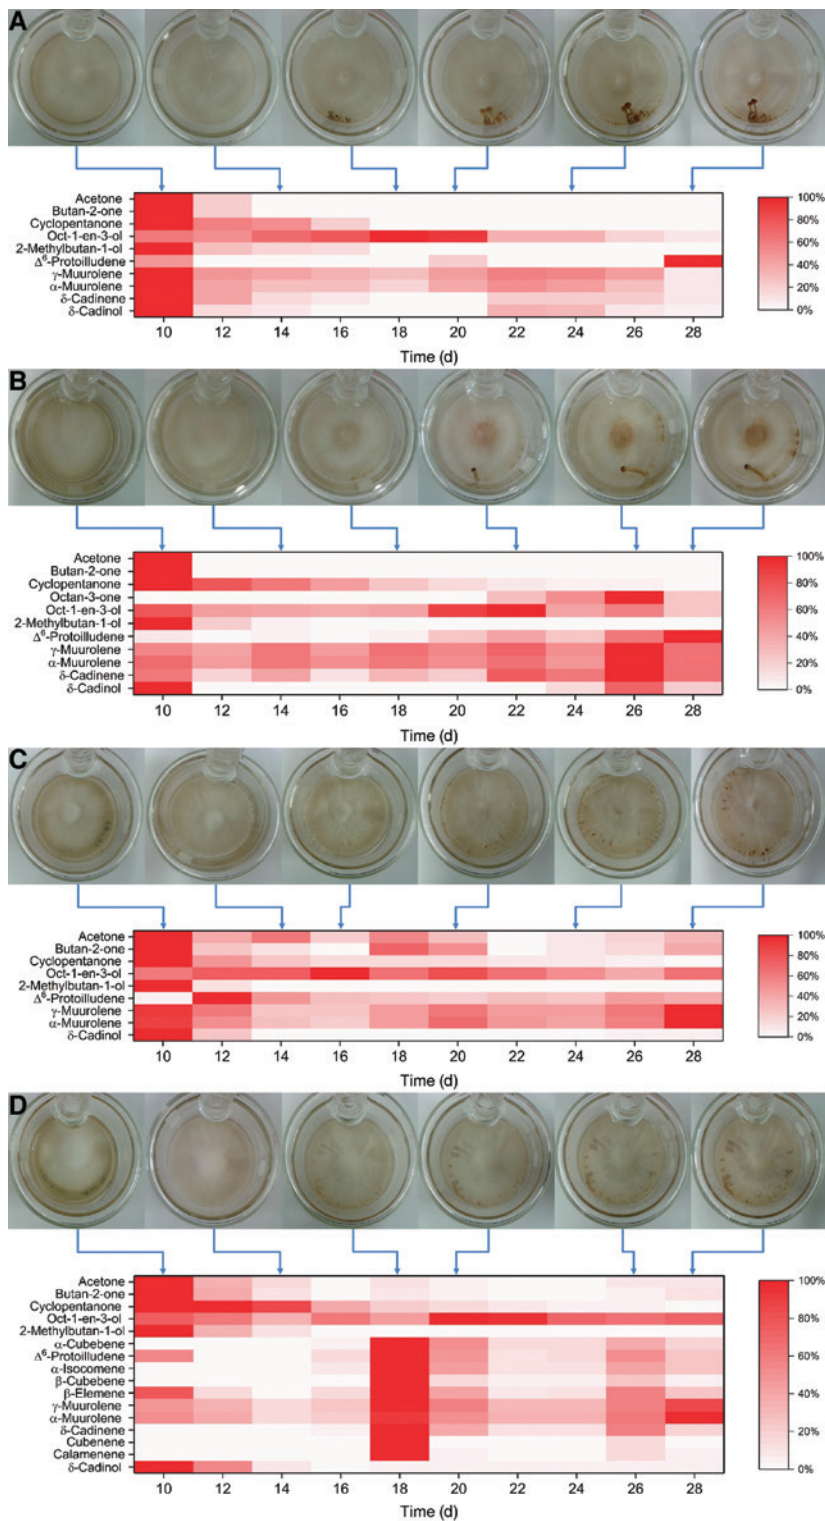 A
Acetone
Butan-2-one
Cyclopentanone
Oct-1-en-3-ol
2-Methylbutan-1-ol
Δ⁶-Protoilludene
γ-Muurolene
α-Muurolene
δ-Cadinene
δ-Cadinol
10 12 14 16 18 20 22 24 26 28
Time (d)
100%
80%
60%
40%
20%
0%
B
Acetone
Butan-2-one
Cyclopentanone
Octan-3-one
Oct-1-en-3-ol
2-Methylbutan-1-ol
Δ⁶-Protoilludene
γ-Muurolene
α-Muurolene
δ-Cadinene
δ-Cadinol
10 12 14 16 18 20 22 24 26 28
Time (d)
100%
80%
60%
40%
20%
0%
C
Acetone
Butan-2-one
Cyclopentanone
Oct-1-en-3-ol
2-Methylbutan-1-ol
Δ⁶-Protoilludene
γ-Muurolene
α-Muurolene
δ-Cadinol
10 12 14 16 18 20 22 24 26 28
Time (d)
100%
80%
60%
40%
20%
0%
D
Acetone
Butan-2-one
Cyclopentanone
Oct-1-en-3-ol
2-Methylbutan-1-ol
α-Cubebene
Δ⁶-Protoilludene
α-Isocomene
β-Cubebene
β-Elemene
γ-Muurolene
α-Muurolene
δ-Cadinene
Cubenene
Calamenene
δ-Cadinol
10 12 14 16 18 20 22 24 26 28
Time (d)
100%
80%
60%
40%
20%
0%